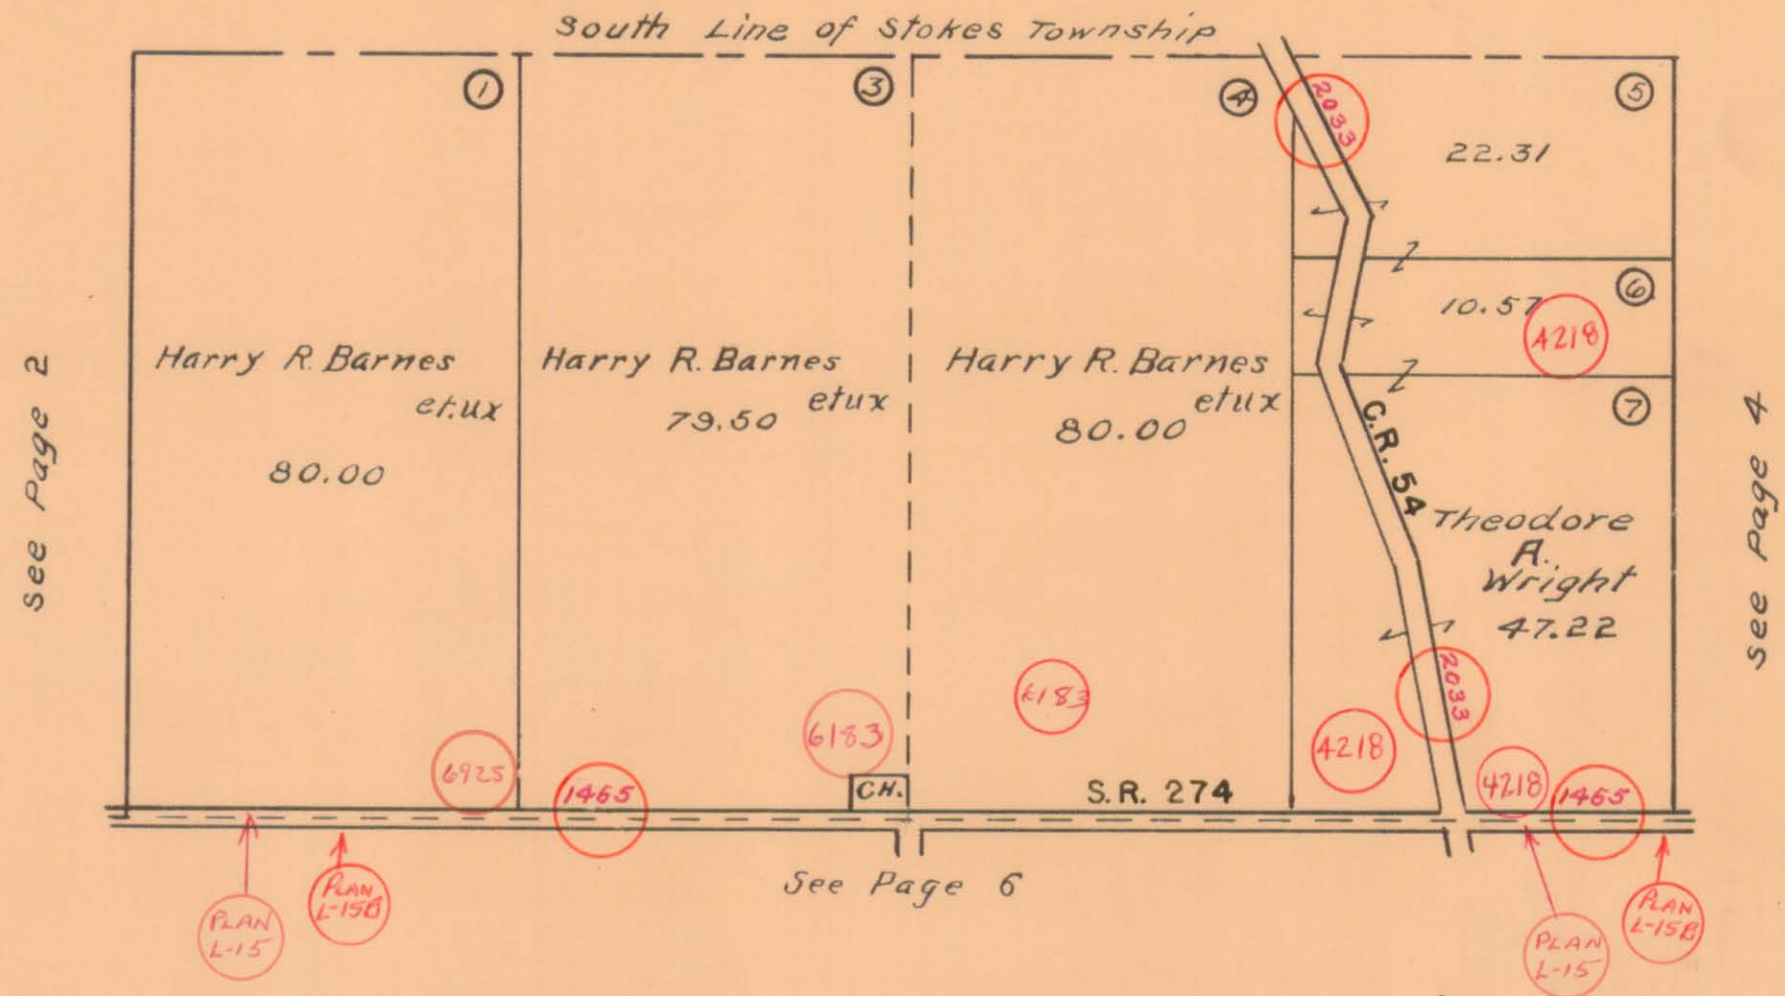 South Line of Stokes Township
1
3
4
5
2033
22.31
6
10.57
4218
Harry R. Barnes
et.ux
80.00
Harry R. Barnes
etux
79.50
Harry R. Barnes
etux
80.00
7
C.R. 54
Theodore
A.
Wright
47.22
see Page 2
see Page 4
2033
6183
6183
4218
6925
1465
CH.
S.R. 274
4218
1465
See Page 6
PLAN
L-15
PLAN
L-15B
PLAN
L-15
PLAN
L-15B